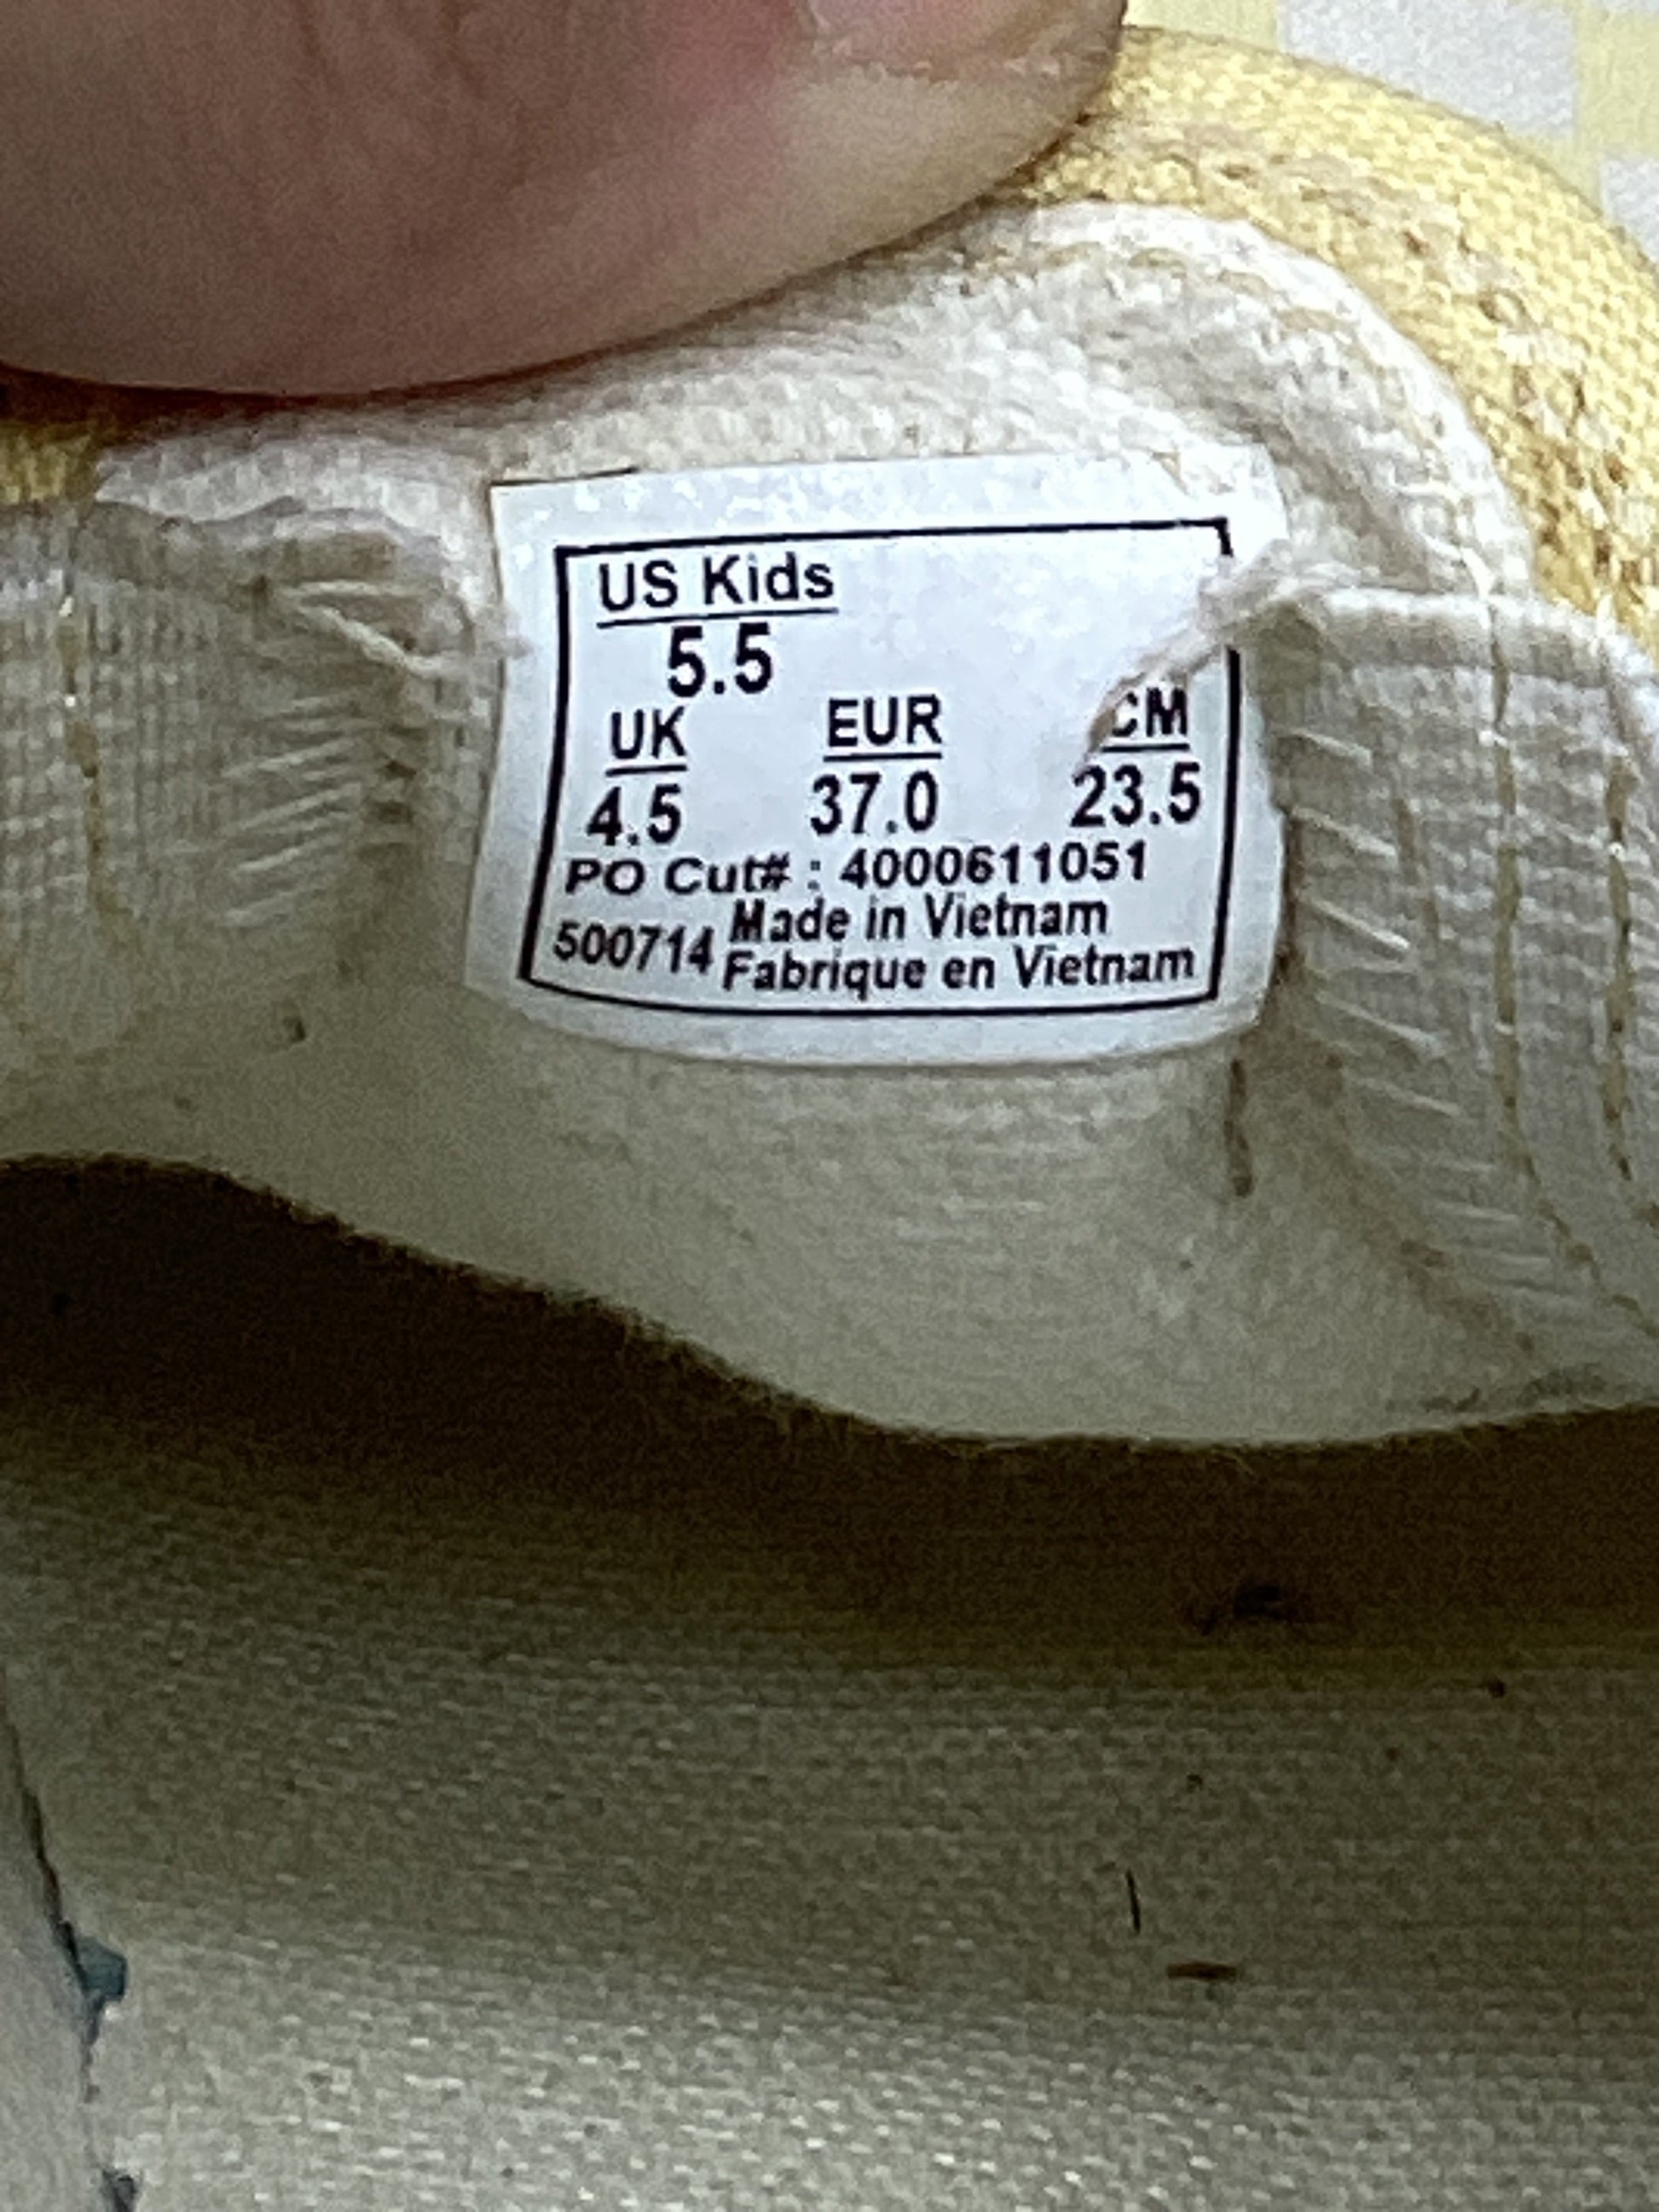 US Kids
5.5
UK EUR CM
4.5 37.0 23.5
PO Cut# : 4000611051
500714 Made in Vietnam
Fabrique en Vietnam